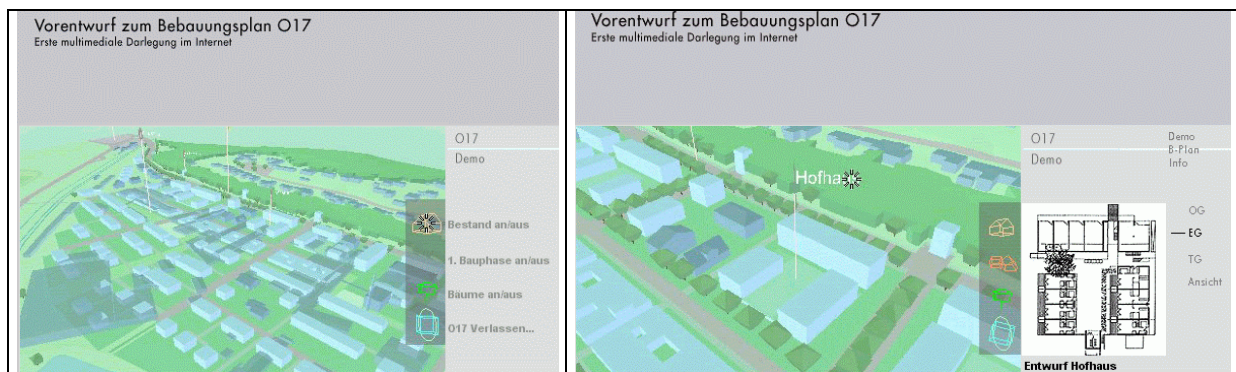 Vorentwurf zum Bebauungsplan O17
Erste multimediale Darlegung im Internet
O17
Demo
Bestand an/aus
1. Bauphase an/aus
Bäume an/aus
O17 Verlassen...
Vorentwurf zum Bebauungsplan O17
Erste multimediale Darlegung im Internet
Hofha
O17
Demo
Demo
B-Plan
Info
OG
EG
TG
Ansicht
Entwurf Hofhaus